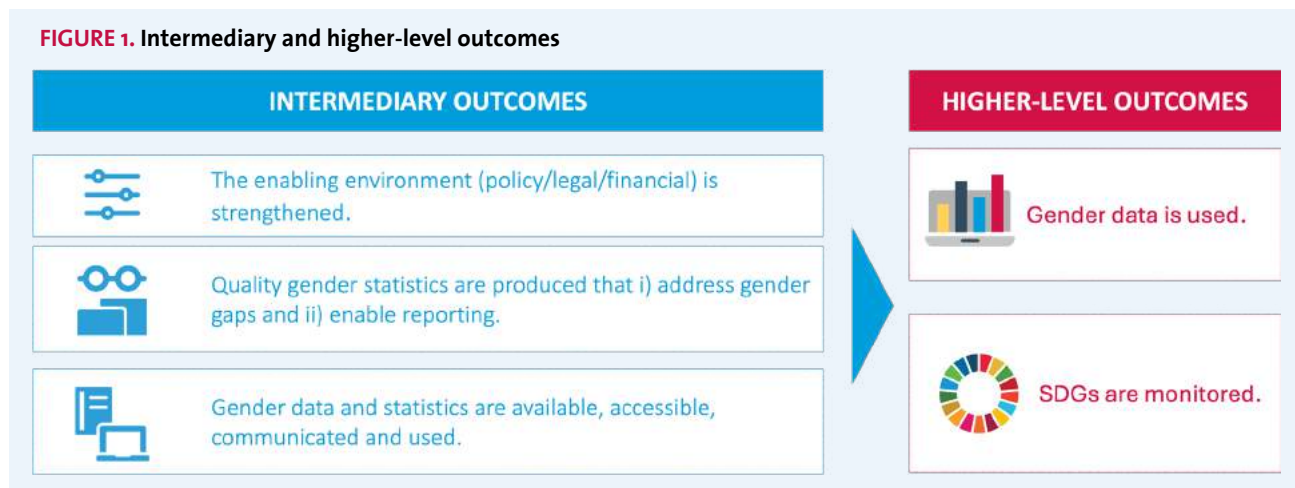 FIGURE 1. Intermediary and higher-level outcomes
INTERMEDIARY OUTCOMES
The enabling environment (policy/legal/financial) is
strengthened.
Quality gender statistics are produced that i) address gender
gaps and ii) enable reporting.
Gender data and statistics are available, accessible,
communicated and used.
HIGHER-LEVEL OUTCOMES
Gender data is used.
SDGs are monitored.